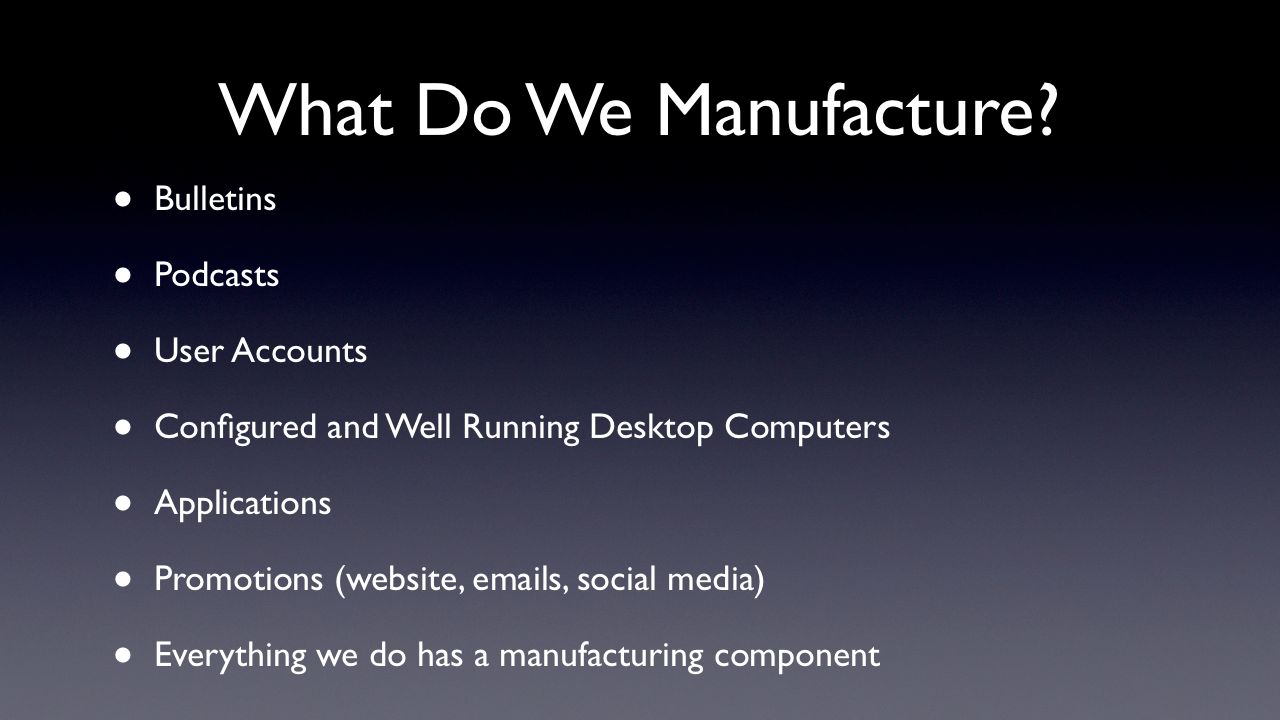 What Do We Manufacture?
• Bulletins
• Podcasts
• User Accounts
• Configured and Well Running Desktop Computers
• Applications
• Promotions (website, emails, social media)
• Everything we do has a manufacturing component